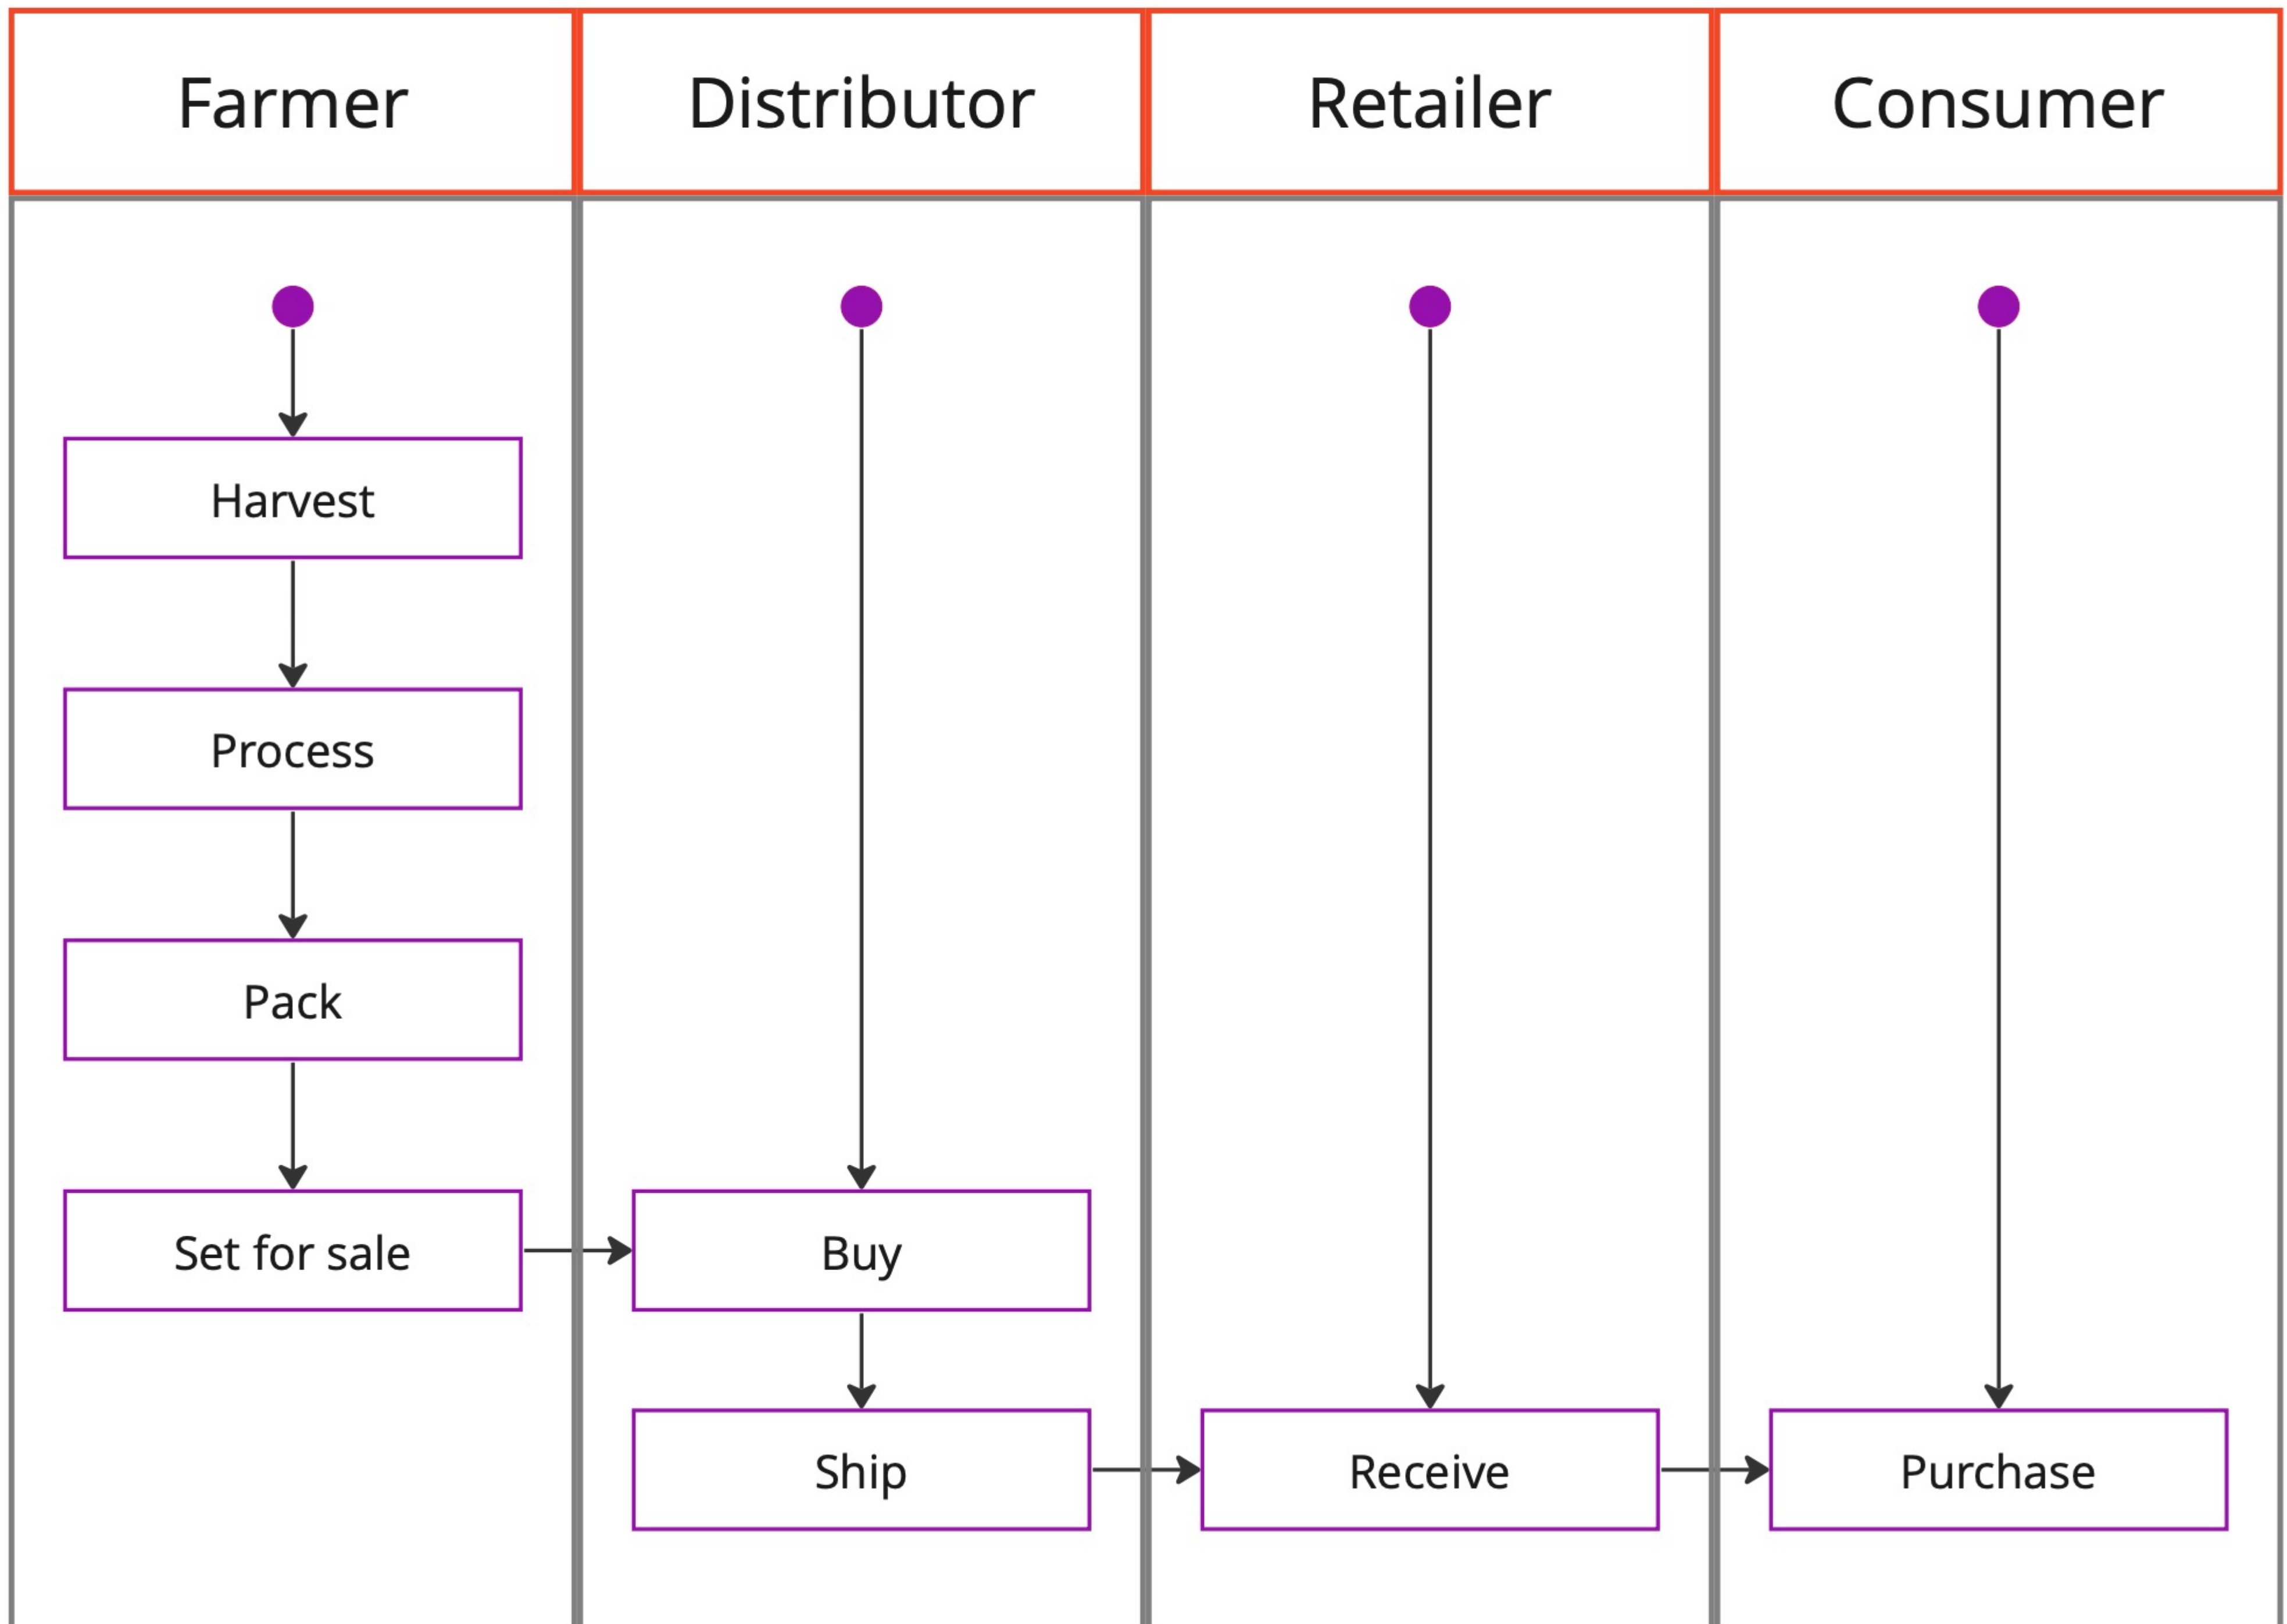 Farmer
Distributor
Retailer
Consumer
Harvest
Process
Pack
Set for sale
Buy
Ship
Receive
Purchase